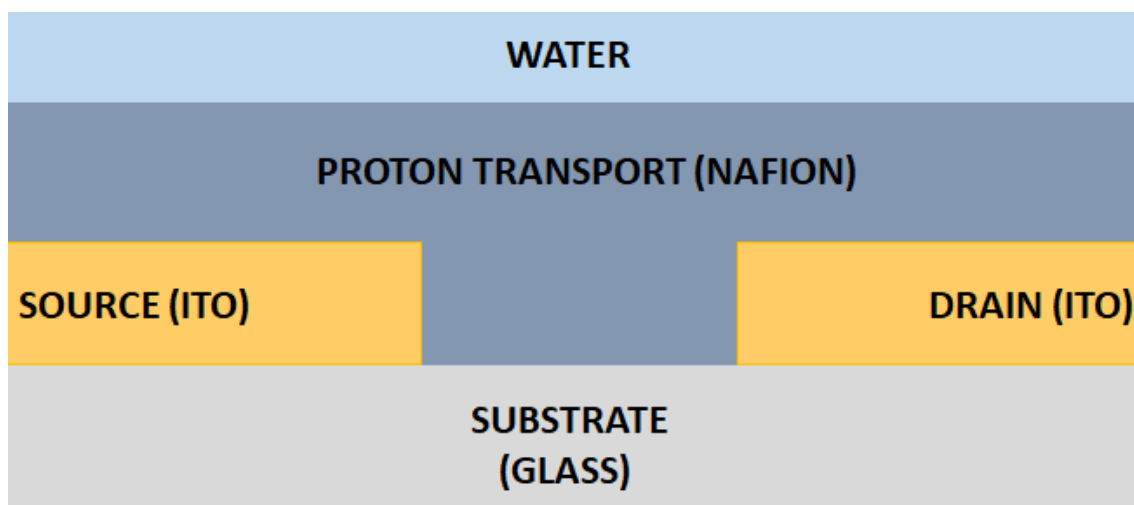 WATER
PROTON TRANSPORT (NAFION)
SOURCE (ITO)
DRAIN (ITO)
SUBSTRATE
(GLASS)